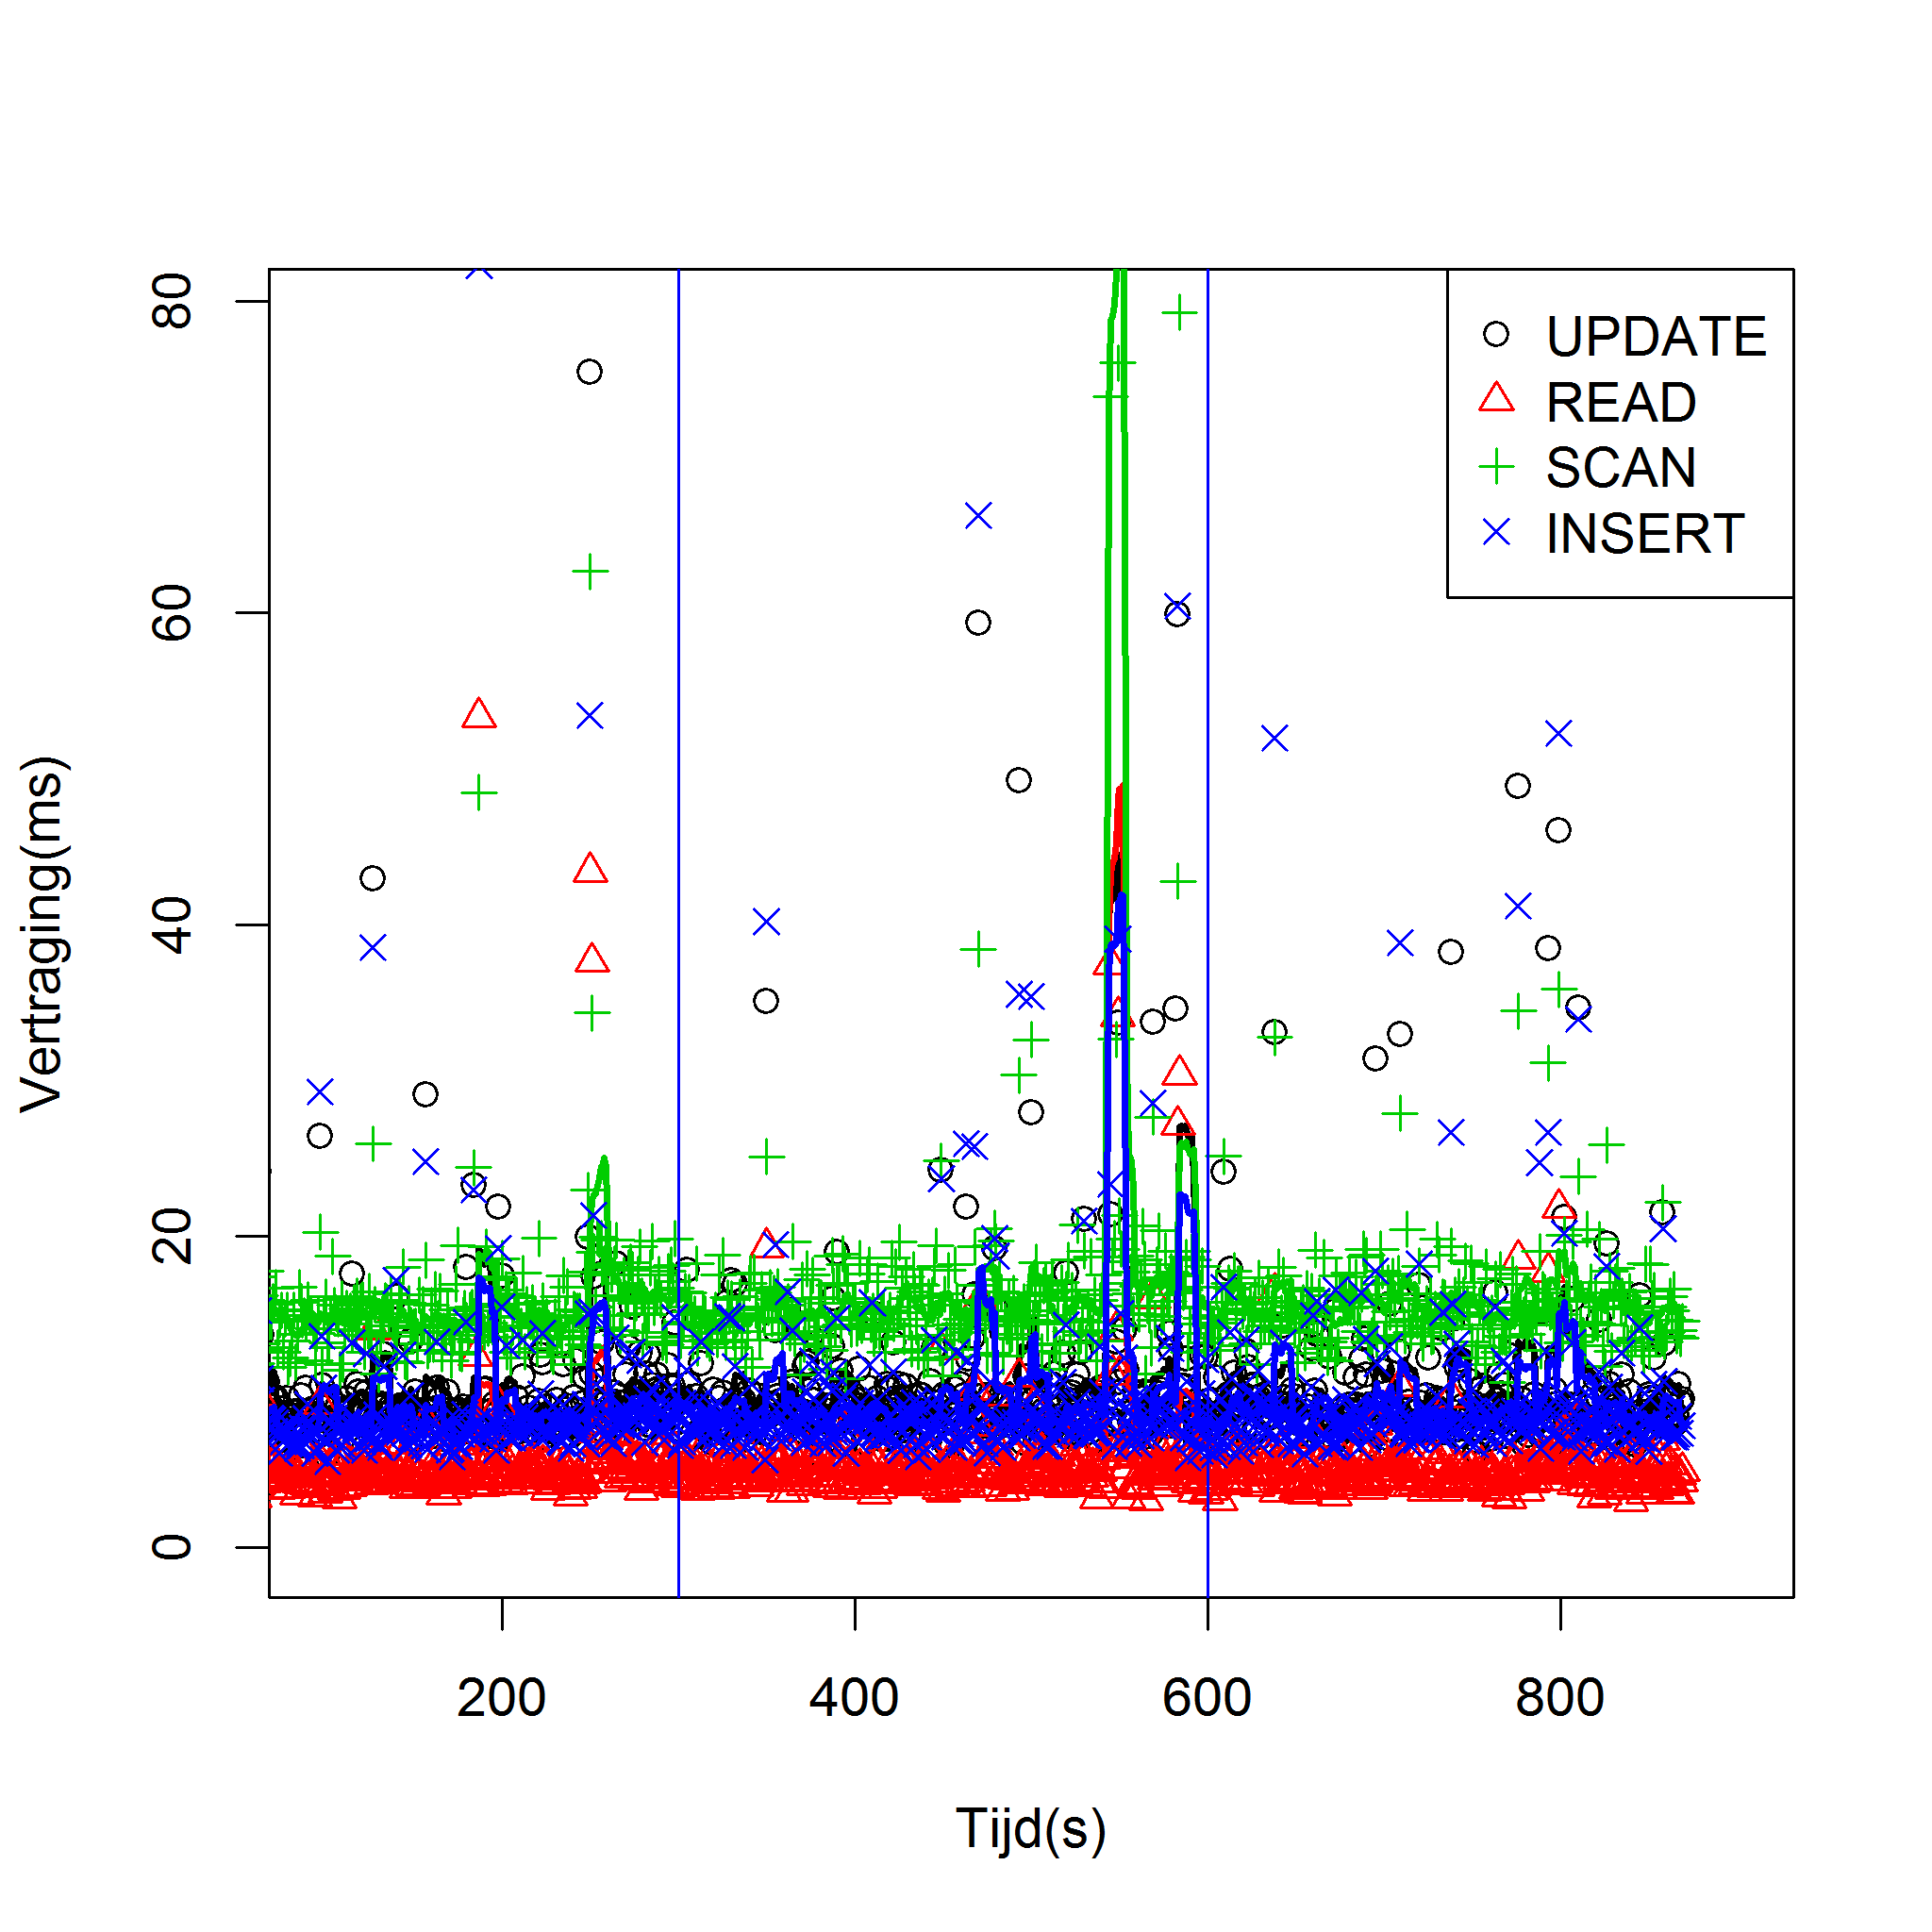 UPDATE
READ
SCAN
INSERT
Vertraging(ms)
80
60
40
20
0
200 400 600 800
Tijd(s)